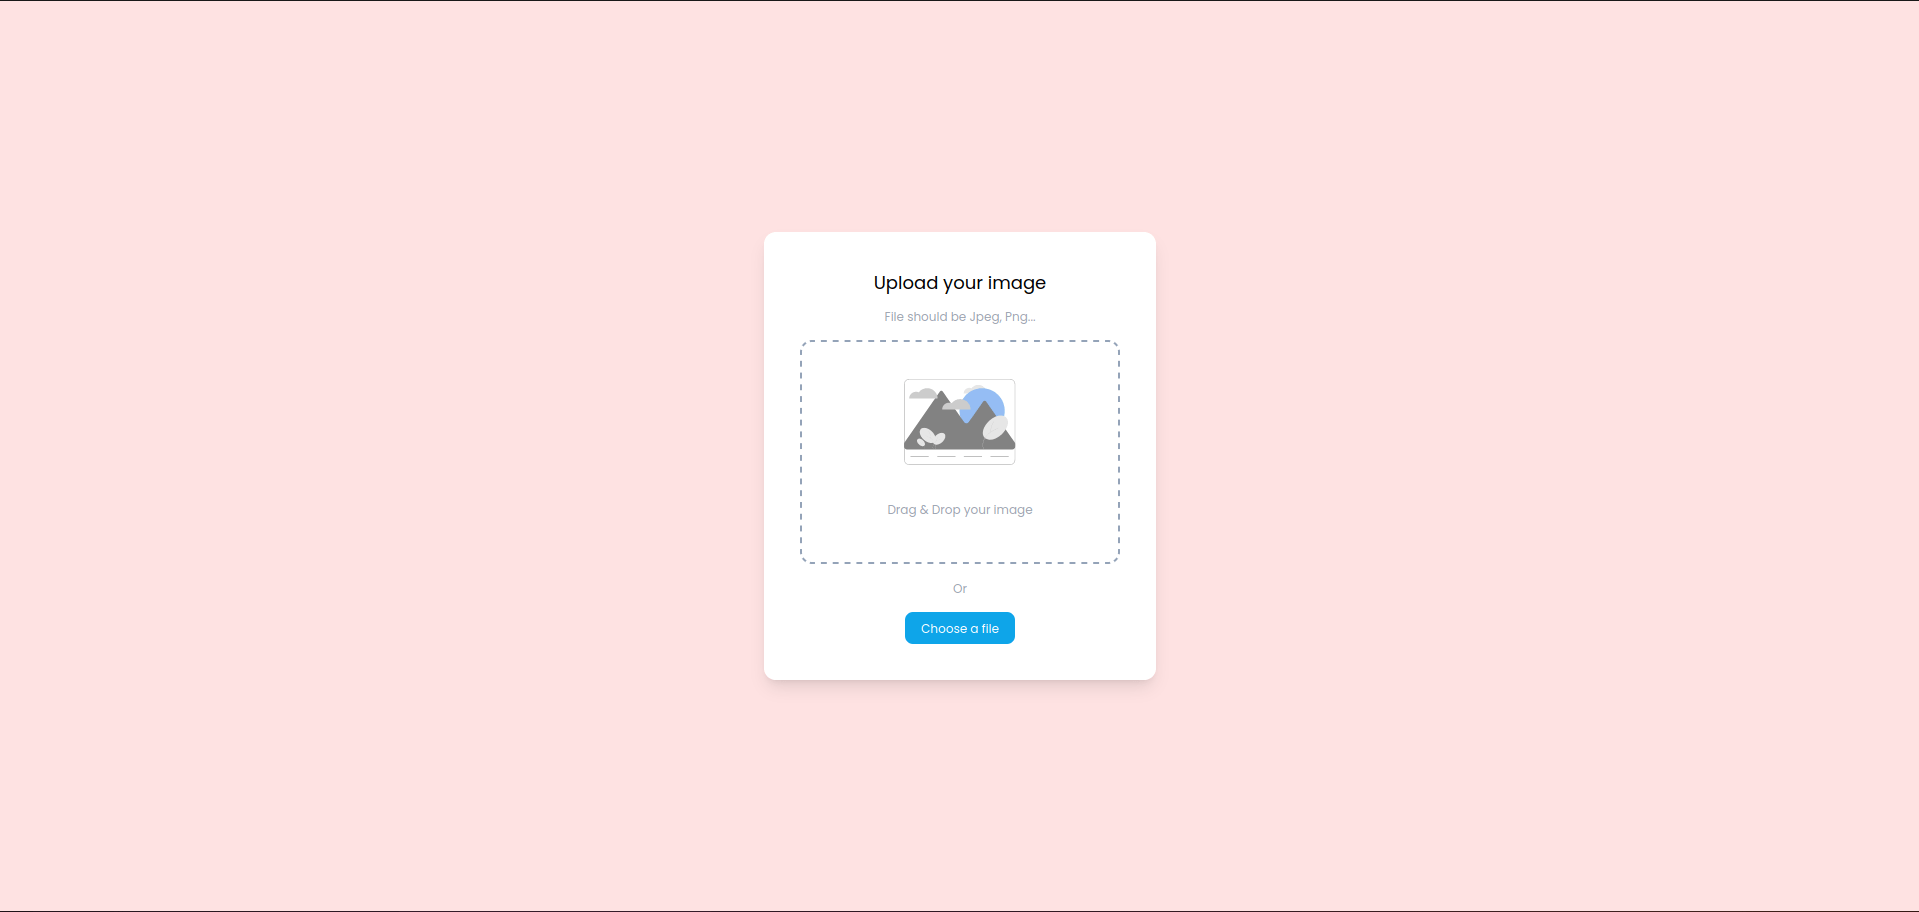 Upload your image
File should be Jpeg, Png...
Drag & Drop your image
Or
Choose a file